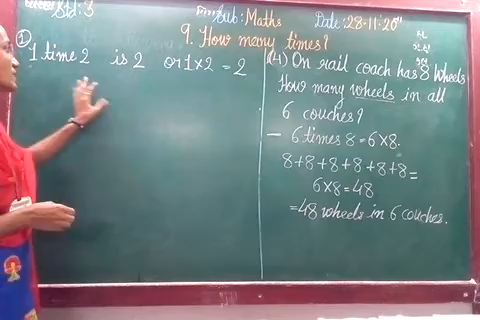 Std: 3
Sub: Maths
Date: 28-11-20
9. How many times?
① 1 time 2 is 2 or 1×2 = 2
(4) On rail coach has 8 wheels
How many wheels in all
6 couches?
– 6 times 8 = 6×8.
8+8+8+8+8+8=
6×8=48
=48 wheels in 6 couches.